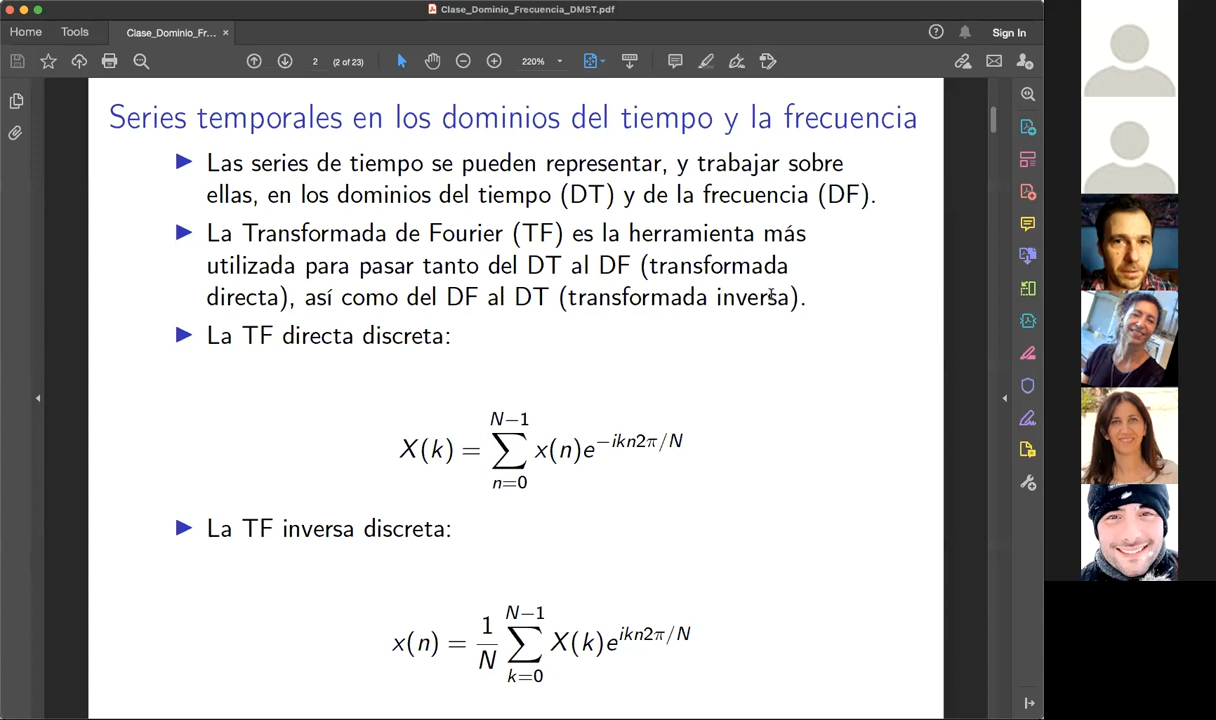 Clase_Dominio_Frecuencia_DMST.pdf
Home Tools Clase_Dominio_Fr... × Sign In
2 (2 of 23) 220%
Series temporales en los dominios del tiempo y la frecuencia
▶ Las series de tiempo se pueden representar, y trabajar sobre
ellas, en los dominios del tiempo (DT) y de la frecuencia (DF).
▶ La Transformada de Fourier (TF) es la herramienta más
utilizada para pasar tanto del DT al DF (transformada
directa), así como del DF al DT (transformada inversa).
▶ La TF directa discreta:
X(k) = ∑_{n=0}^{N−1} x(n)e^{−ikn2π/N}
▶ La TF inversa discreta:
x(n) = 1/N ∑_{k=0}^{N−1} X(k)e^{ikn2π/N}